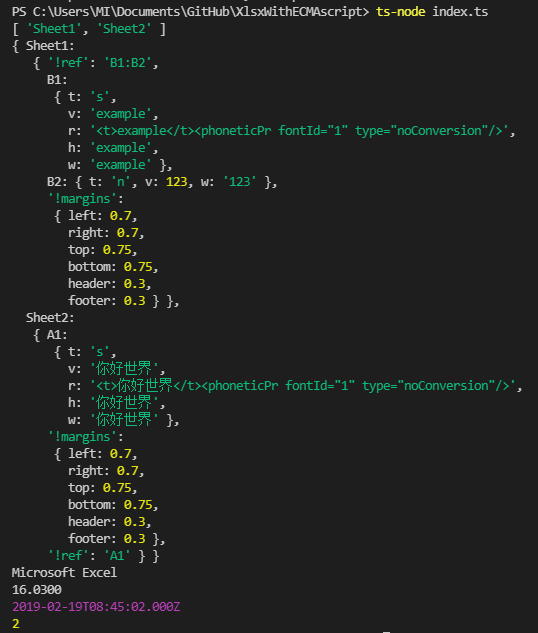 PS C:\Users\MI\Documents\GitHub\XlsxWithECMAscript> ts-node index.ts
[ 'Sheet1', 'Sheet2' ]
{ Sheet1:
   { '!ref': 'B1:B2',
     B1:
      { t: 's',
        v: 'example',
        r: '<t>example</t><phoneticPr fontId="1" type="noConversion"/>',
        h: 'example',
        w: 'example' },
     B2: { t: 'n', v: 123, w: '123' },
     '!margins':
      { left: 0.7,
        right: 0.7,
        top: 0.75,
        bottom: 0.75,
        header: 0.3,
        footer: 0.3 } },
  Sheet2:
   { A1:
      { t: 's',
        v: '你好世界',
        r: '<t>你好世界</t><phoneticPr fontId="1" type="noConversion"/>',
        h: '你好世界',
        w: '你好世界' },
     '!margins':
      { left: 0.7,
        right: 0.7,
        top: 0.75,
        bottom: 0.75,
        header: 0.3,
        footer: 0.3 },
     '!ref': 'A1' } }
Microsoft Excel
16.0300
2019-02-19T08:45:02.000Z
2